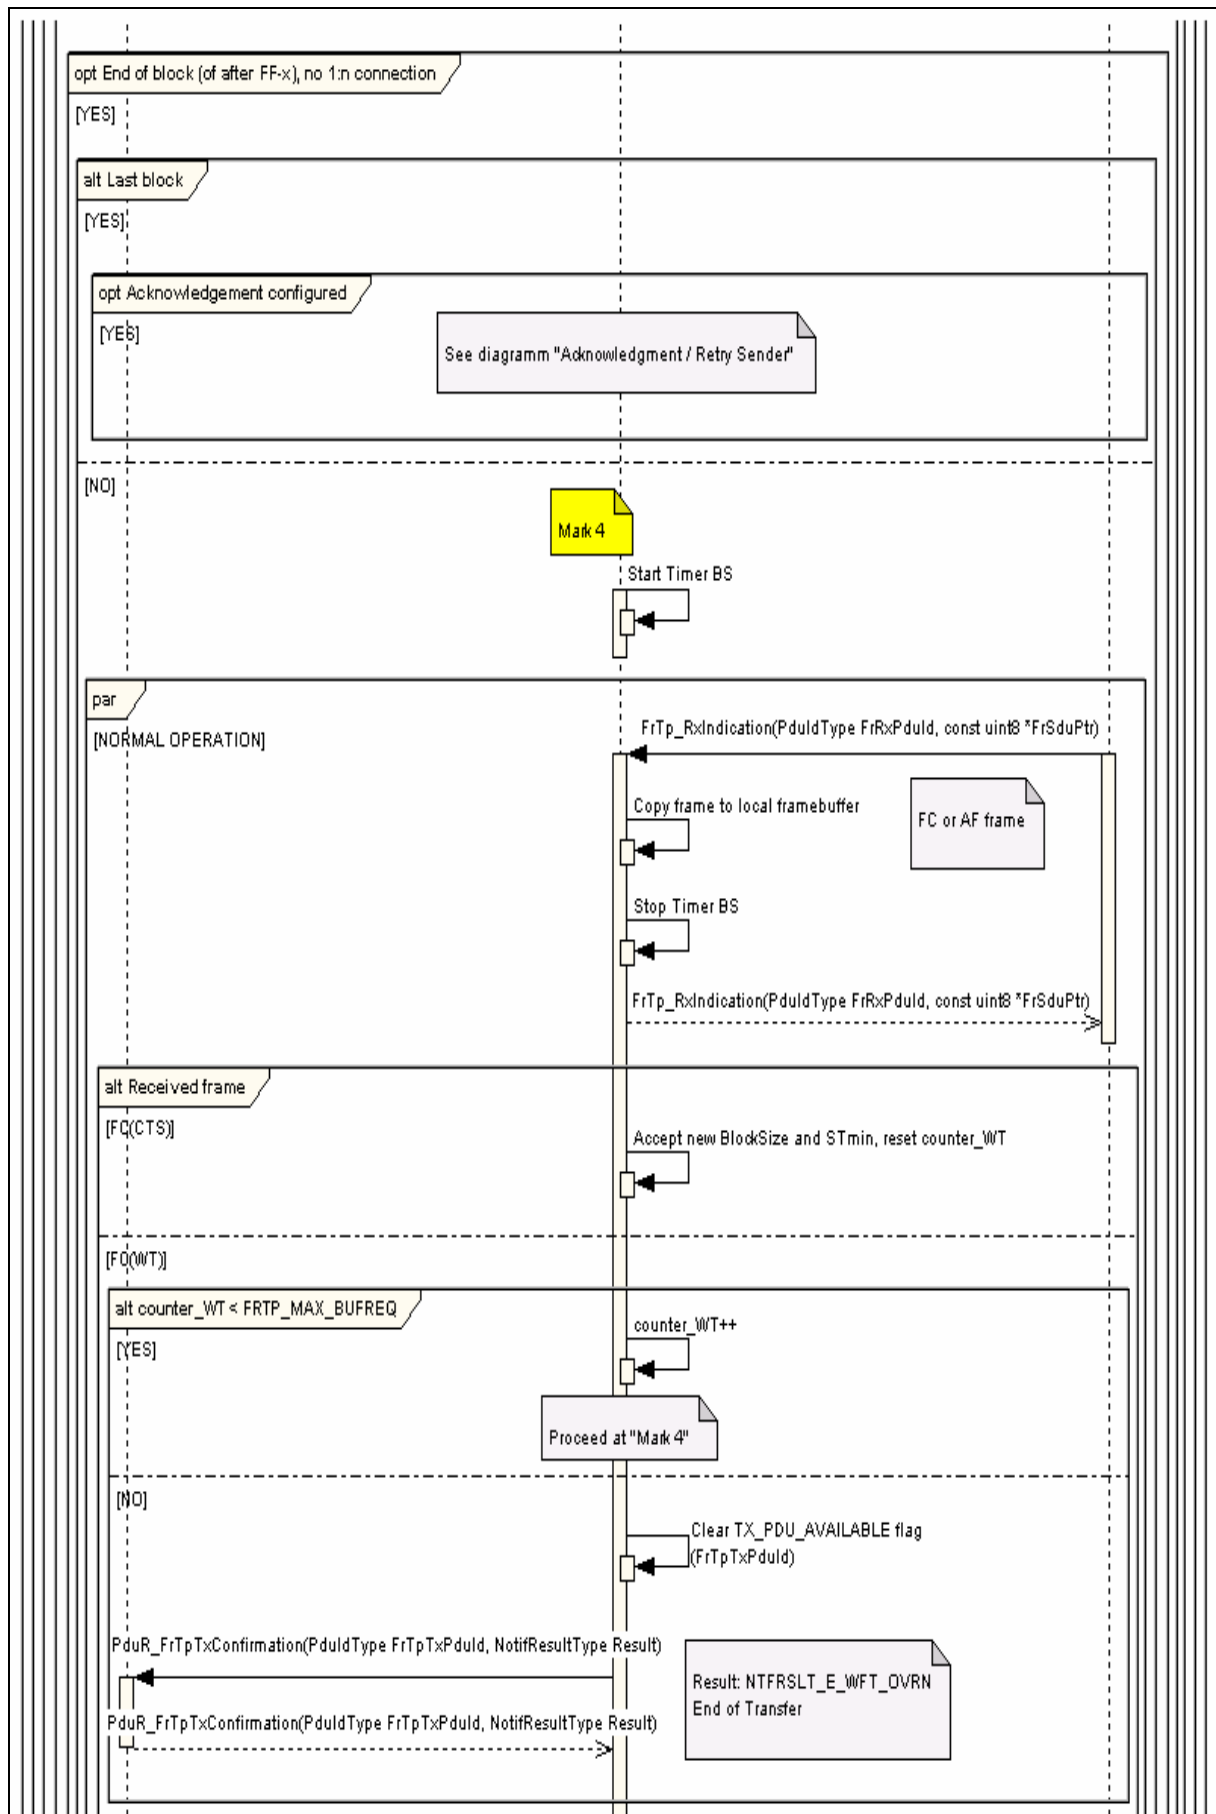 opt End of block (of after FF-x), no 1:n connection
[YES]
alt Last block
[YES]
opt Acknowledgement configured
[YES]
See diagramm "Acknowledgment / Retry Sender"
[NO]
Mark 4
Start Timer BS
par
[NORMAL OPERATION]
FrTp_RxIndication(PduIdType FrRxPduId, const uint8 *FrSduPtr)
Copy frame to local framebuffer
FC or AF frame
Stop Timer BS
FrTp_RxIndication(PduIdType FrRxPduId, const uint8 *FrSduPtr)
alt Received frame
[FC(CTS)]
Accept new BlockSize and STmin, reset counter_WT
[FC(WT)]
alt counter_WT < FRTP_MAX_BUFREQ
[YES]
counter_WT++
Proceed at "Mark 4"
[NO]
Clear TX_PDU_AVAILABLE flag
(FrTpTxPduId)
PduR_FrTpTxConfirmation(PduIdType FrTpTxPduId, NotifResultType Result)
Result: NTFRSLT_E_WFT_OVRN
End of Transfer
PduR_FrTpTxConfirmation(PduIdType FrTpTxPduId, NotifResultType Result)